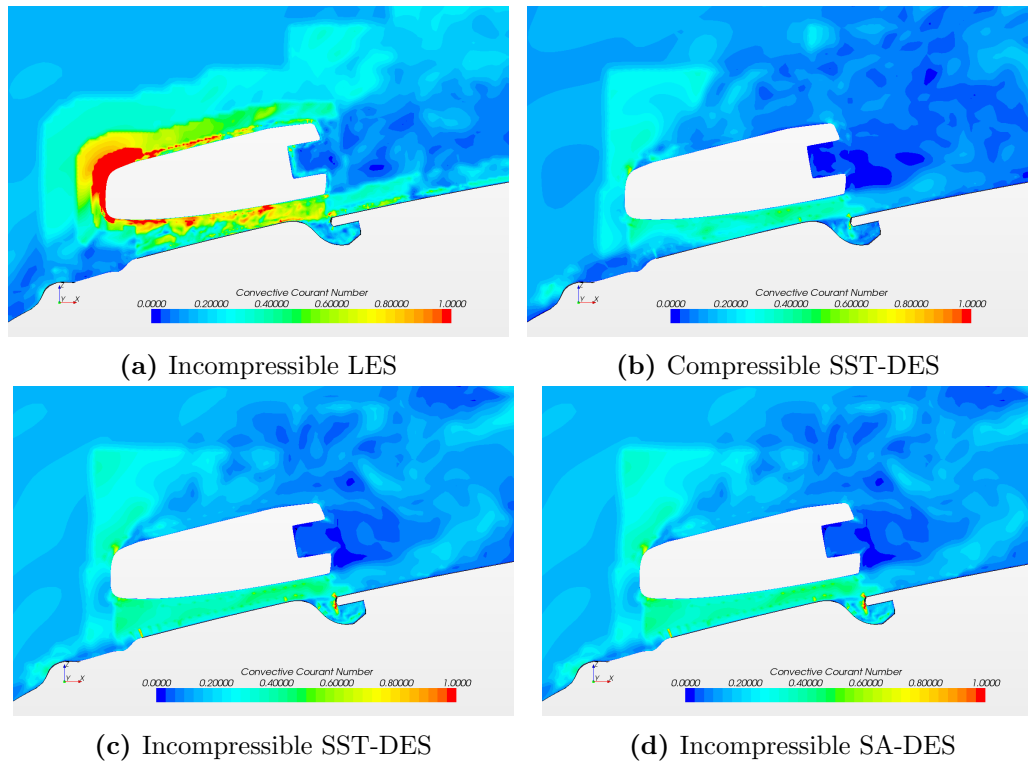 Z
Y X
Convective Courant Number
0.0000 0.20000 0.40000 0.60000 0.80000 1.0000
(a) Incompressible LES
Z
Y X
Convective Courant Number
0.0000 0.20000 0.40000 0.60000 0.80000 1.0000
(b) Compressible SST-DES
Z
Y X
Convective Courant Number
0.0000 0.20000 0.40000 0.60000 0.80000 1.0000
(c) Incompressible SST-DES
Z
Y X
Convective Courant Number
0.0000 0.20000 0.40000 0.60000 0.80000 1.0000
(d) Incompressible SA-DES